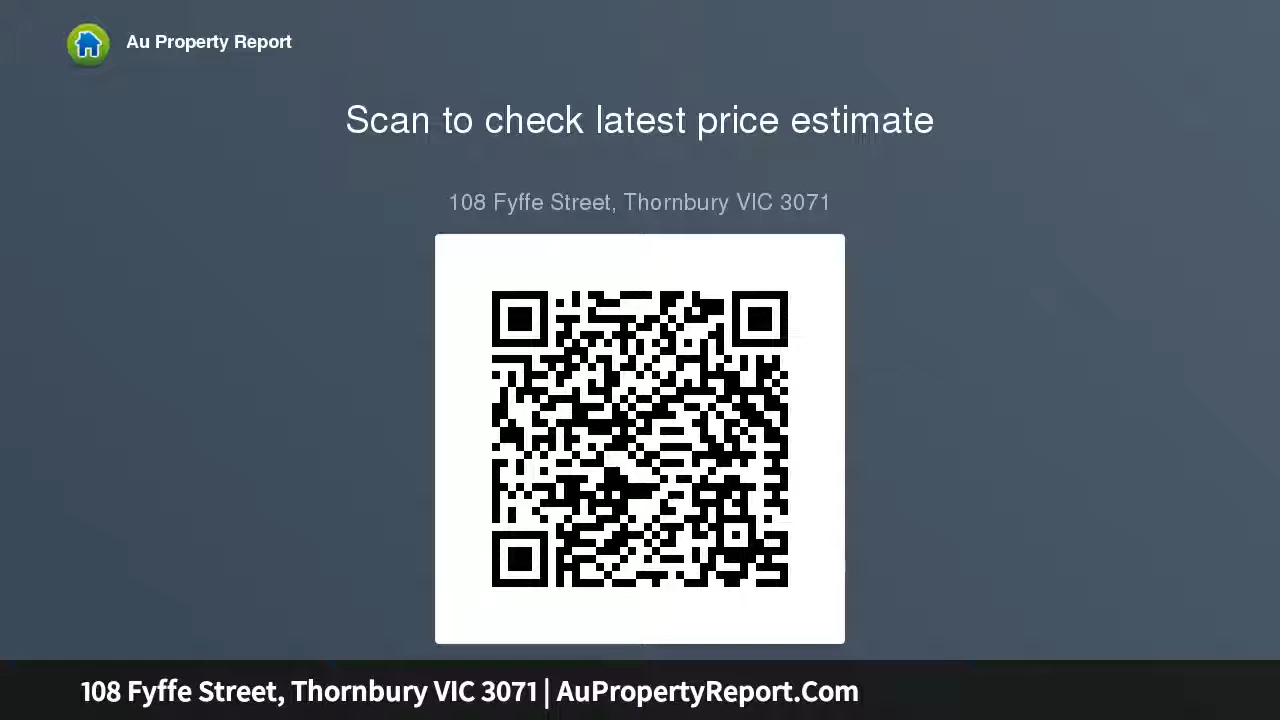 Au Property Report
Scan to check latest price estimate
108 Fyffe Street, Thornbury VIC 3071
108 Fyffe Street, Thornbury VIC 3071 | AuPropertyReport.Com